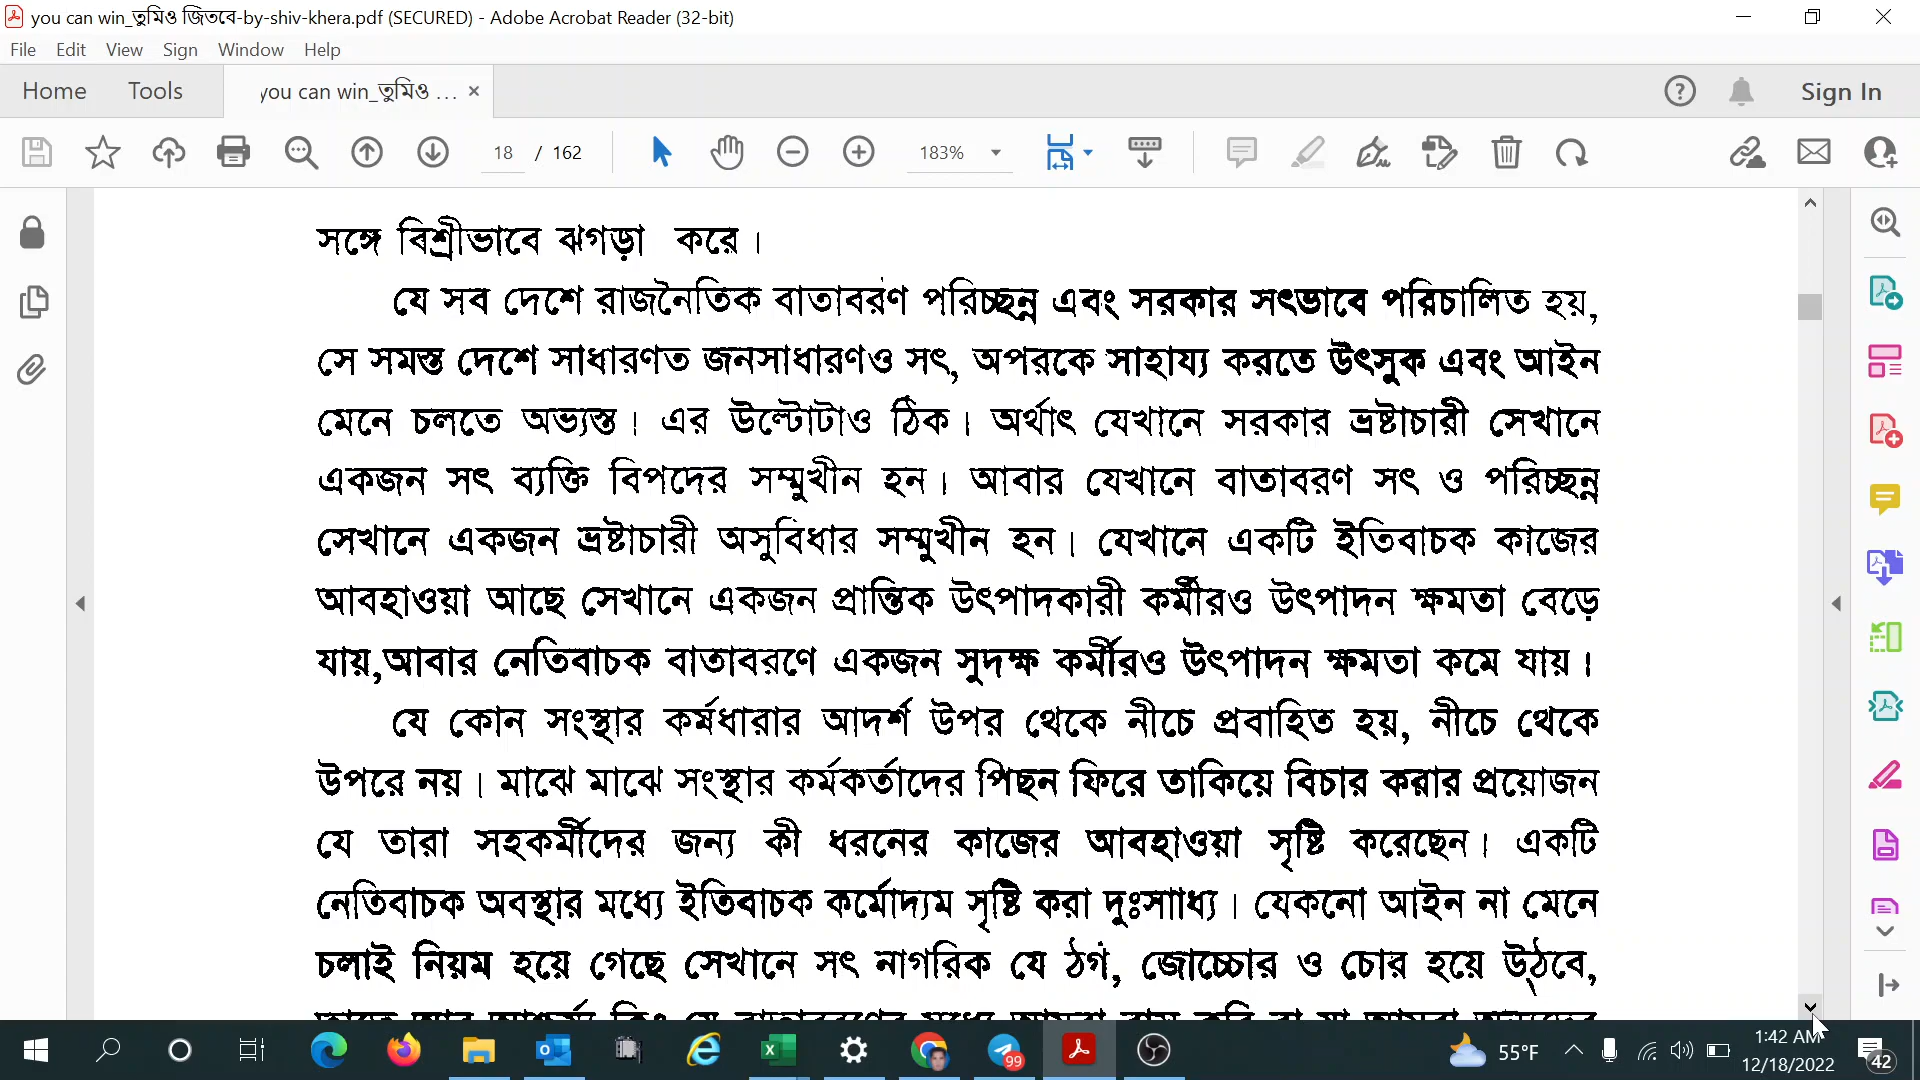 you can win_তুমিও জিতবে-by-shiv-khera.pdf (SECURED) - Adobe Acrobat Reader (32-bit)
File Edit View Sign Window Help
Home Tools you can win_তুমিও ... × Sign In
18 / 162 183%
সঙ্গে বিশ্রীভাবে ঝগড়া করে।
যে সব দেশে রাজনৈতিক বাতাবরণ পরিচ্ছন্ন এবং সরকার সৎভাবে পরিচালিত হয়,
সে সমস্ত দেশে সাধারণত জনসাধারণও সৎ, অপরকে সাহায্য করতে উৎসুক এবং আইন
মেনে চলতে অভ্যস্ত। এর উল্টোটাও ঠিক। অর্থাৎ যেখানে সরকার ভ্রষ্টাচারী সেখানে
একজন সৎ ব্যক্তি বিপদের সম্মুখীন হন। আবার যেখানে বাতাবরণ সৎ ও পরিচ্ছন্ন
সেখানে একজন ভ্রষ্টাচারী অসুবিধার সম্মুখীন হন। যেখানে একটি ইতিবাচক কাজের
আবহাওয়া আছে সেখানে একজন প্রান্তিক উৎপাদকারী কর্মীরও উৎপাদন ক্ষমতা বেড়ে
যায়,আবার নেতিবাচক বাতাবরণে একজন সুদক্ষ কর্মীরও উৎপাদন ক্ষমতা কমে যায়।
যে কোন সংস্থার কর্মধারার আদর্শ উপর থেকে নীচে প্রবাহিত হয়, নীচে থেকে
উপরে নয়। মাঝে মাঝে সংস্থার কর্মকর্তাদের পিছন ফিরে তাকিয়ে বিচার করার প্রয়োজন
যে তারা সহকর্মীদের জন্য কী ধরনের কাজের আবহাওয়া সৃষ্টি করেছেন। একটি
নেতিবাচক অবস্থার মধ্যে ইতিবাচক কর্মোদ্যম সৃষ্টি করা দুঃসাাধ্য। যেকনো আইন না মেনে
চলাই নিয়ম হয়ে গেছে সেখানে সৎ নাগরিক যে ঠগ, জোচ্চোর ও চোর হয়ে উঠবে,
99
55°F
1:42 AM
12/18/2022
42